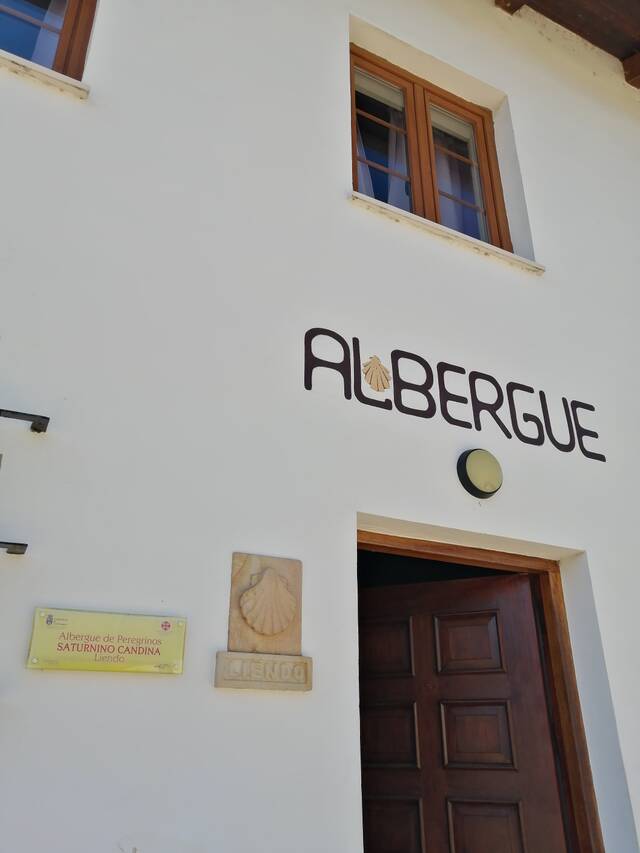 ALBERGUE
Albergue de Peregrinos
SATURNINO CANDINA
Liendo
LIENDO